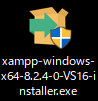 xampp-windows-
x64-8.2.4-0-VS16-i
nstaller.exe